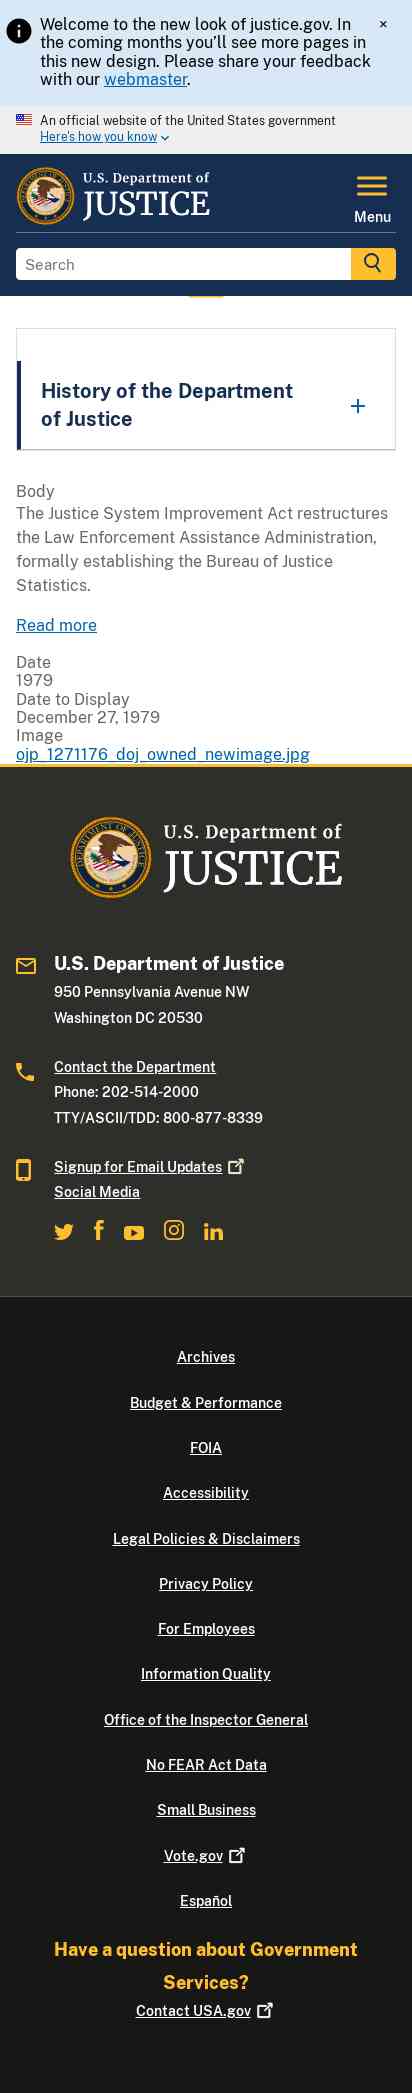 Welcome to the new look of justice.gov. In
the coming months you'll see more pages in
this new design. Please share your feedback
with our webmaster.
×
An official website of the United States government
Here's how you know
U.S. Department of
JUSTICE
Menu
Search
History of the Department
of Justice
Body
The Justice System Improvement Act restructures
the Law Enforcement Assistance Administration,
formally establishing the Bureau of Justice
Statistics.
Read more
Date
1979
Date to Display
December 27, 1979
Image
ojp_1271176_doj_owned_newimage.jpg
U.S. Department of
JUSTICE
U.S. Department of Justice
950 Pennsylvania Avenue NW
Washington DC 20530
Contact the Department
Phone: 202-514-2000
TTY/ASCII/TDD: 800-877-8339
Signup for Email Updates
Social Media
Archives
Budget & Performance
FOIA
Accessibility
Legal Policies & Disclaimers
Privacy Policy
For Employees
Information Quality
Office of the Inspector General
No FEAR Act Data
Small Business
Vote.gov
Español
Have a question about Government
Services?
Contact USA.gov